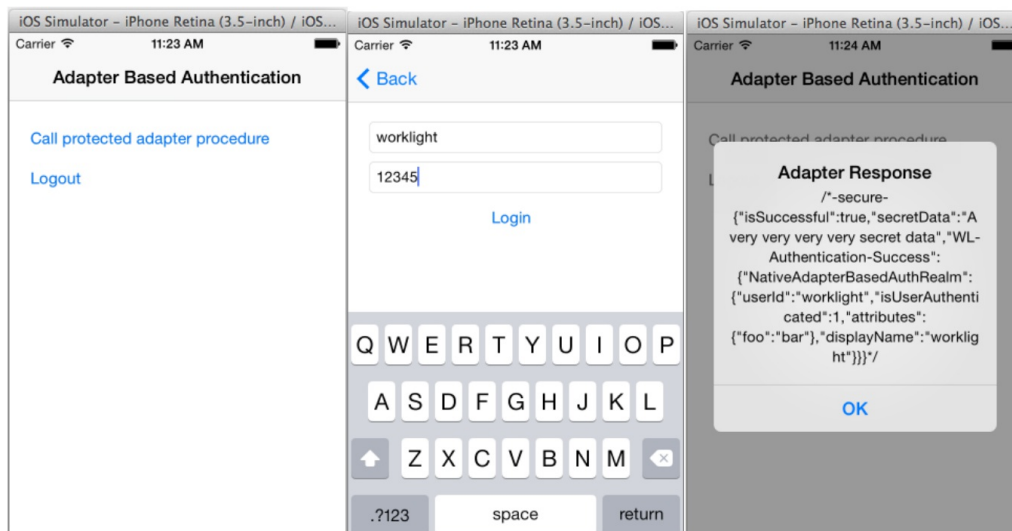 iOS Simulator – iPhone Retina (3.5–inch) / iOS...
Carrier
11:23 AM
Adapter Based Authentication
Call protected adapter procedure
Logout
iOS Simulator – iPhone Retina (3.5–inch) / iOS...
Carrier
11:23 AM
Back
worklight
12345
Login
Q W E R T Y U I O P
A S D F G H J K L
Z X C V B N M
.?123
space
return
iOS Simulator – iPhone Retina (3.5–inch) / iOS...
Carrier
11:24 AM
Adapter Based Authentication
Call protected adapter procedure
L
Adapter Response
/*-secure-
{"isSuccessful":true,"secretData":"A
very very very very secret data","WL-
Authentication-Success":
{"NativeAdapterBasedAuthRealm":
{"userId":"worklight","isUserAuthenti
cated":1,"attributes":
{"foo":"bar"},"displayName":"worklig
ht"}}}*/
OK